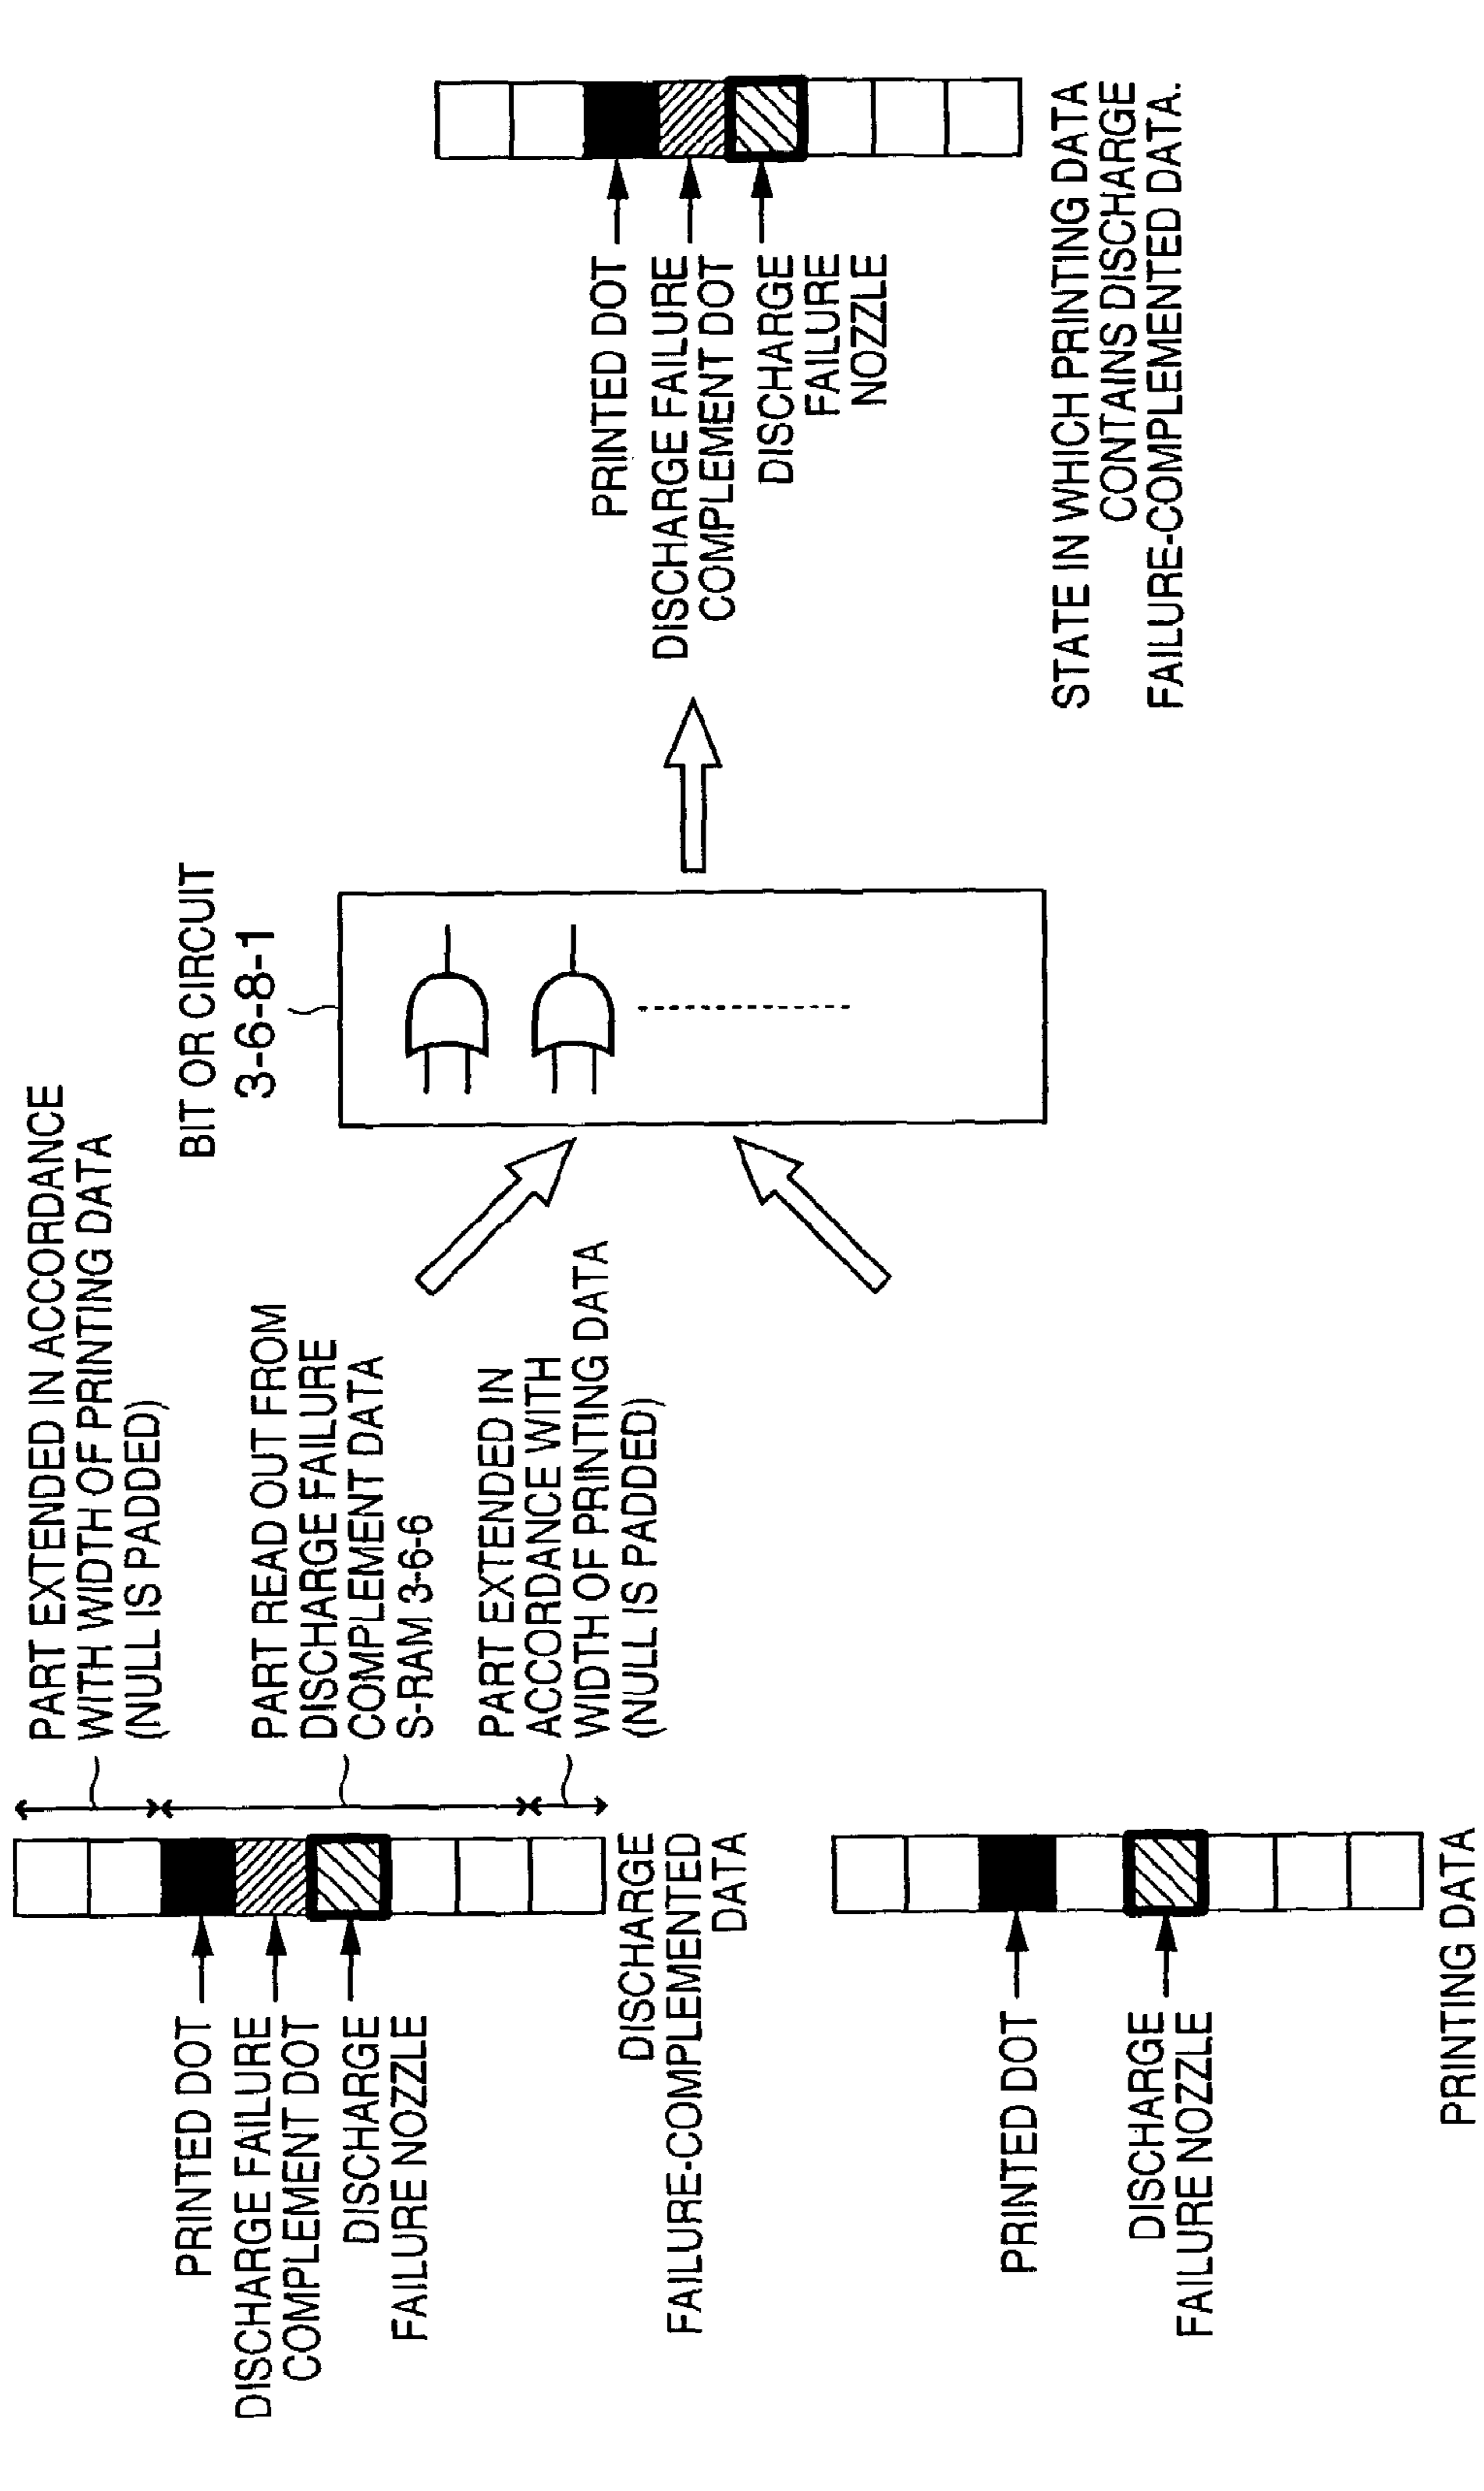 PART EXTENDED IN ACCORDANCE
WITH WIDTH OF PRINTING DATA
(NULL IS PADDED)
PRINTED DOT
DISCHARGE FAILURE
COMPLEMENT DOT
DISCHARGE
FAILURE NOZZLE
PART READ OUT FROM
DISCHARGE FAILURE
COMPLEMENT DATA
S-RAM 3-6-6
PART EXTENDED IN
ACCORDANCE WITH
WIDTH OF PRINTING DATA
(NULL IS PADDED)
DISCHARGE
FAILURE-COMPLEMENTED
DATA
PRINTED DOT
DISCHARGE
FAILURE NOZZLE
PRINTING DATA
BIT OR CIRCUIT
3-6-8-1
PRINTED DOT
DISCHARGE FAILURE
COMPLEMENT DOT
DISCHARGE
FAILURE
NOZZLE
STATE IN WHICH PRINTING DATA
CONTAINS DISCHARGE
FAILURE-COMPLEMENTED DATA.